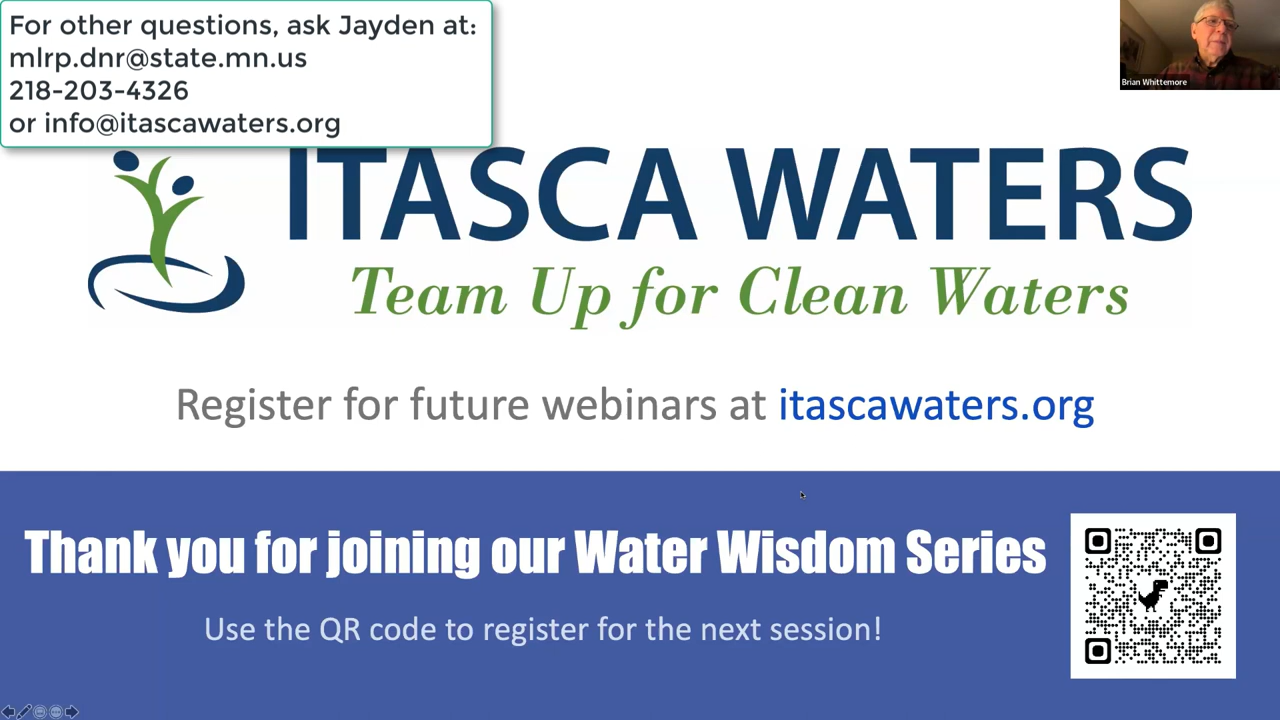 For other questions, ask Jayden at:
mlrp.dnr@state.mn.us
218-203-4326
or info@itascawaters.org
Brian Whittemore
ITASCA WATERS
Team Up for Clean Waters
Register for future webinars at itascawaters.org
Thank you for joining our Water Wisdom Series
Use the QR code to register for the next session!